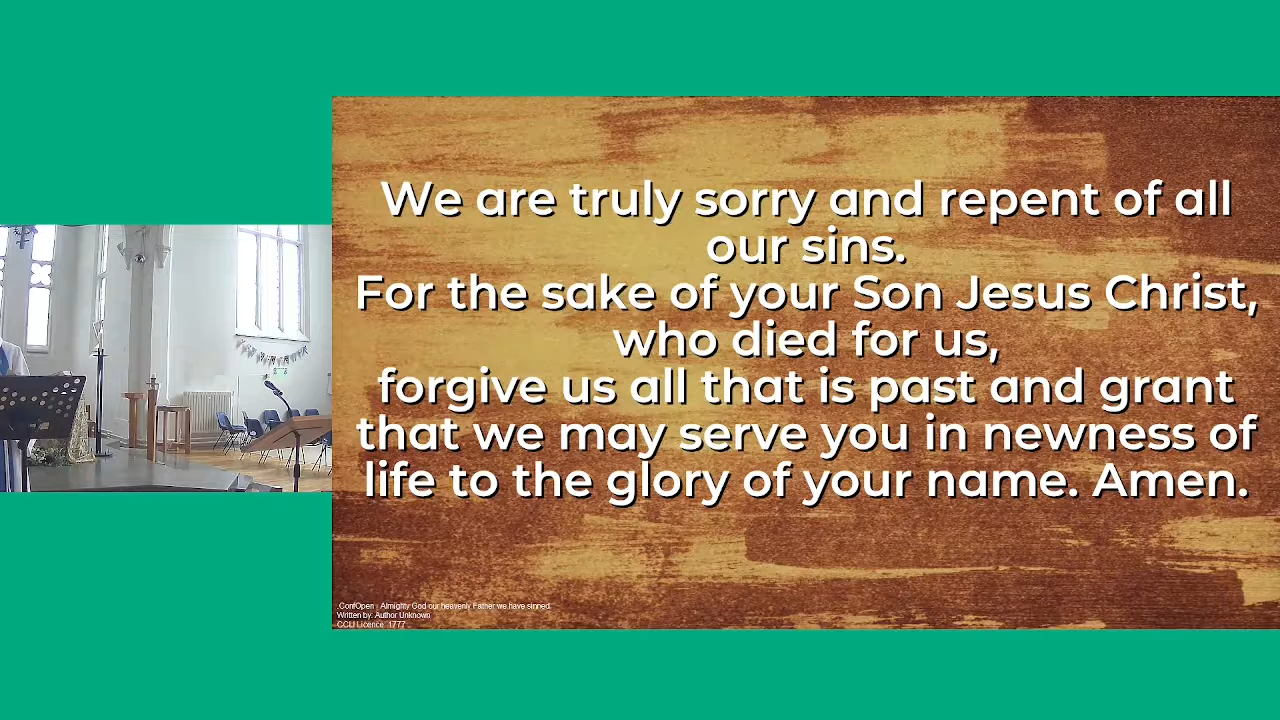 We are truly sorry and repent of all
our sins.
For the sake of your Son Jesus Christ,
who died for us,
forgive us all that is past and grant
that we may serve you in newness of
life to the glory of your name. Amen.
.ConfOpen - Almighty God our heavenly Father we have sinned
Written by: Author Unknown
CCLI Licence: 1777